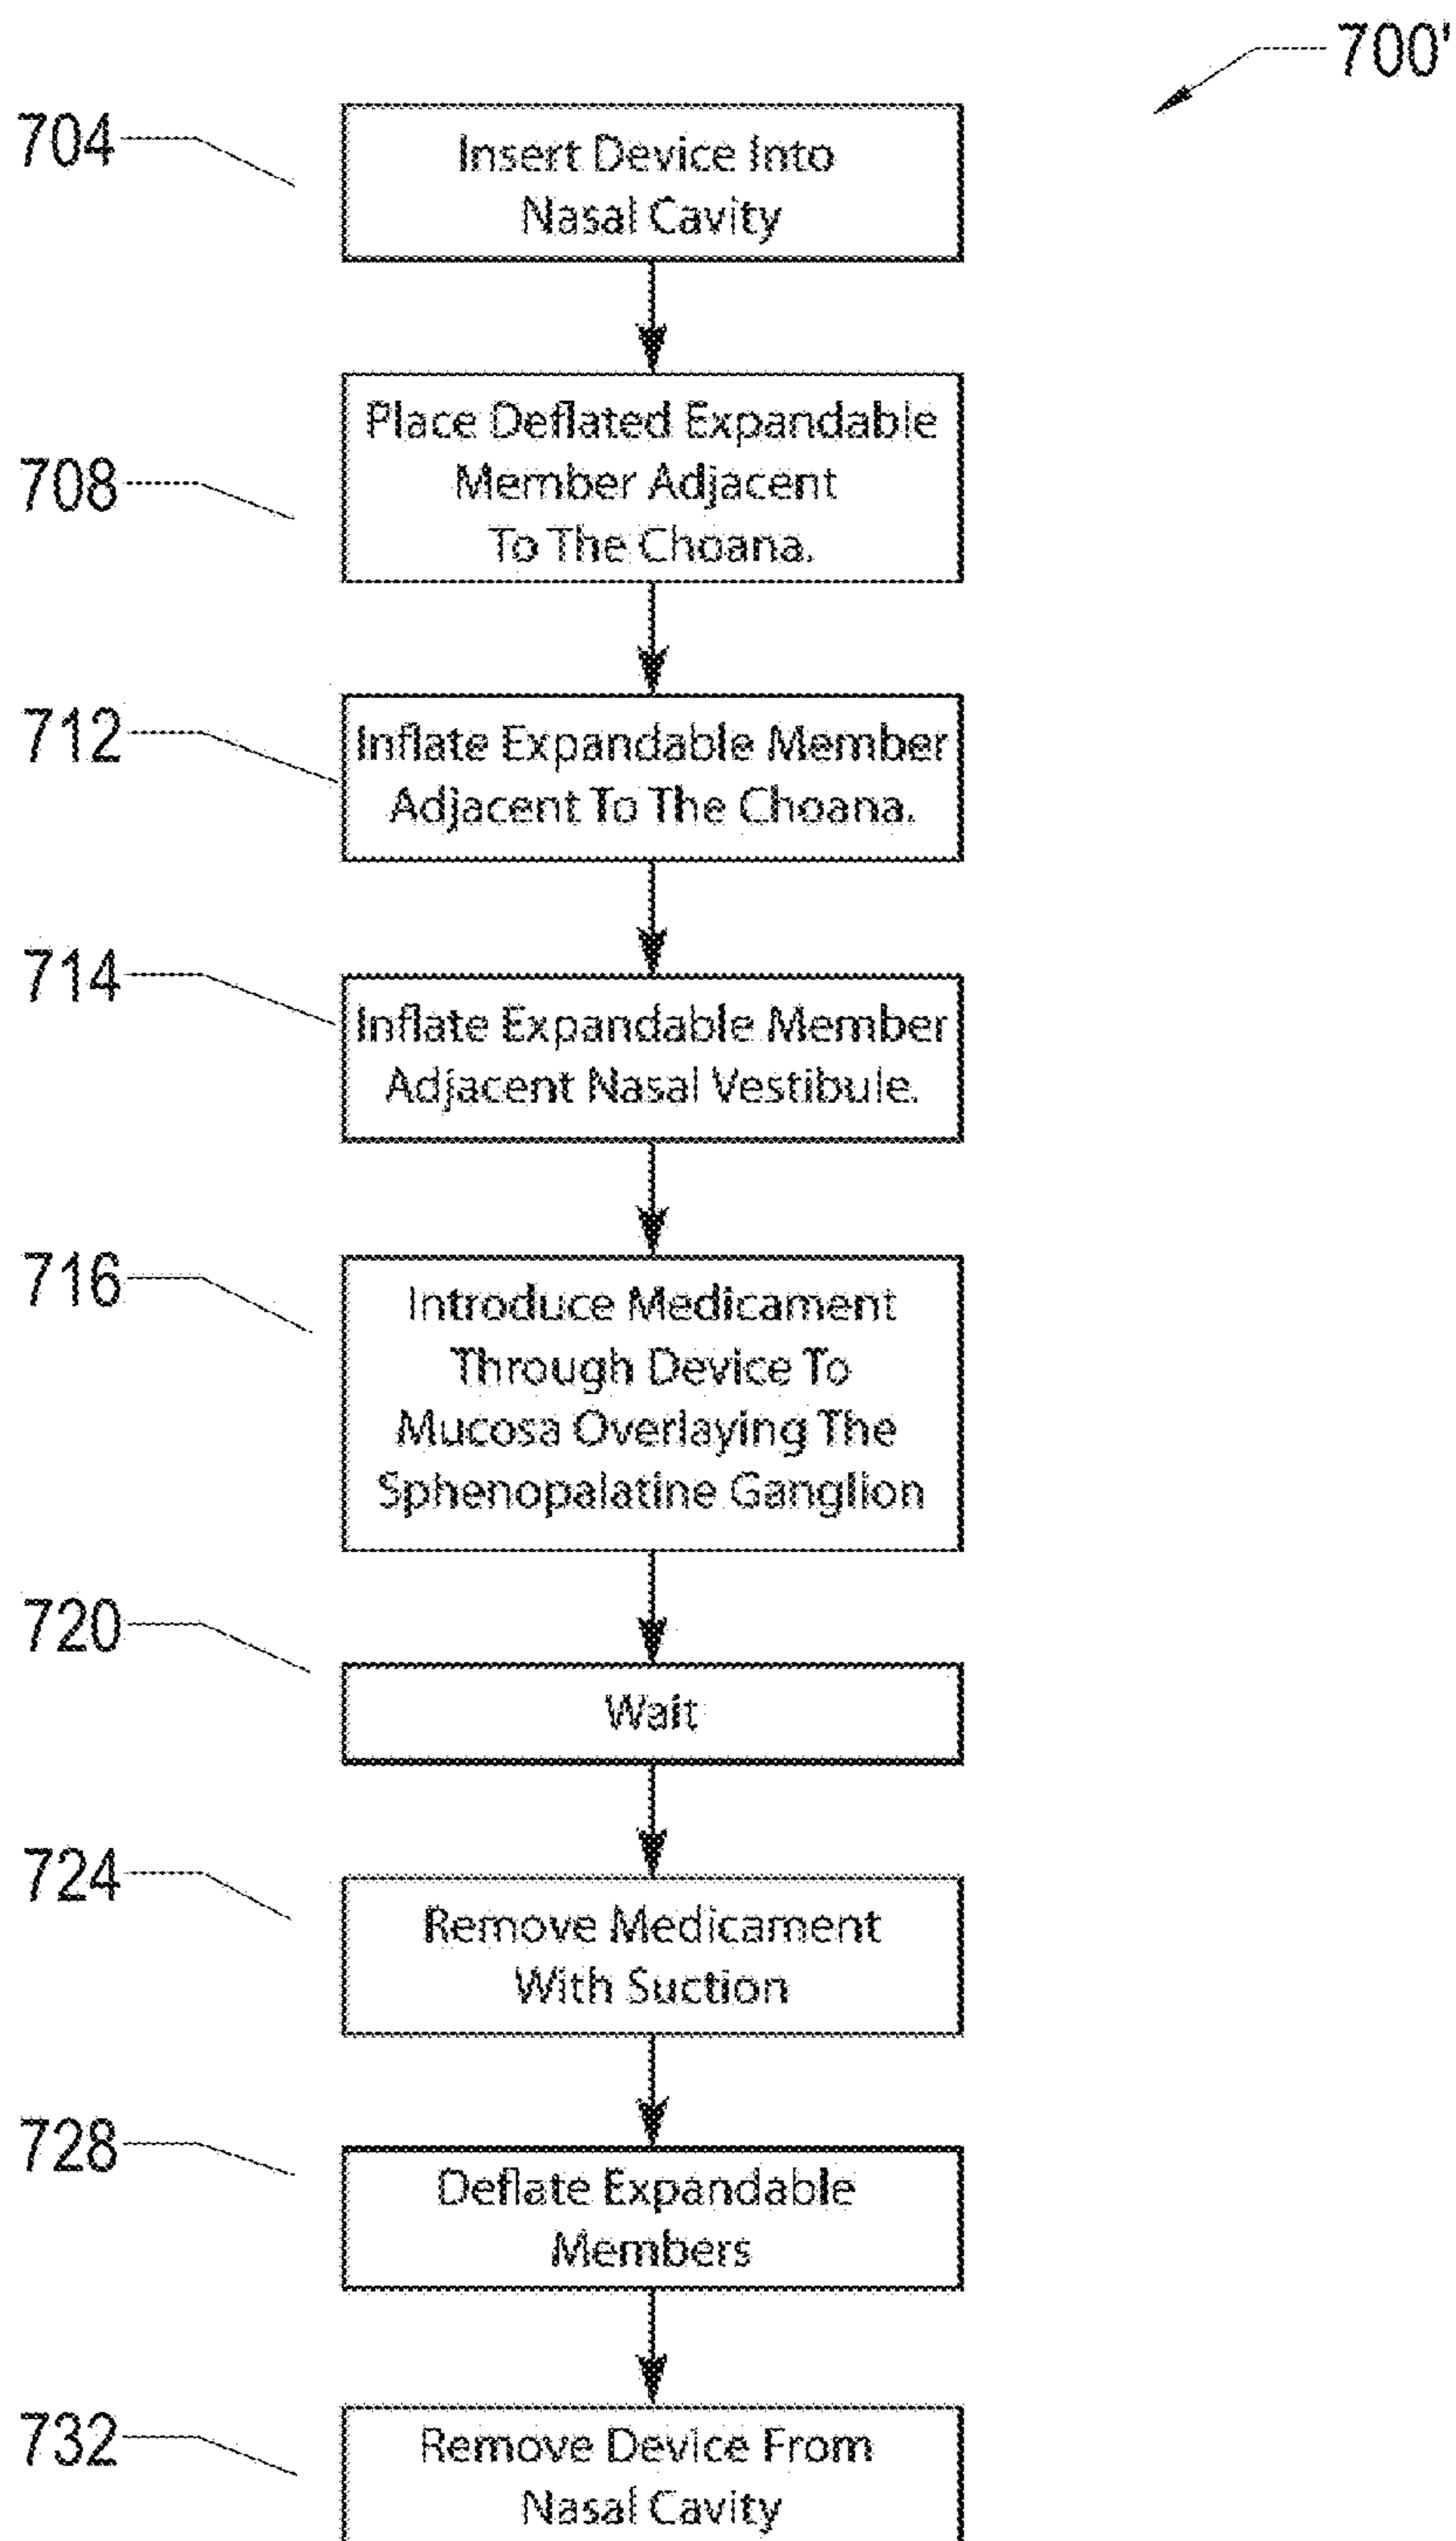 700'
704
Insert Device Into
Nasal Cavity
708
Place Deflated Expandable
Member Adjacent
To The Choana.
712
Inflate Expandable Member
Adjacent To The Choana.
714
Inflate Expandable Member
Adjacent Nasal Vestibule.
716
Introduce Medicament
Through Device To
Mucosa Overlaying The
Sphenopalatine Ganglion
720
Wait
724
Remove Medicament
With Suction
728
Deflate Expandable
Members
732
Remove Device From
Nasal Cavity